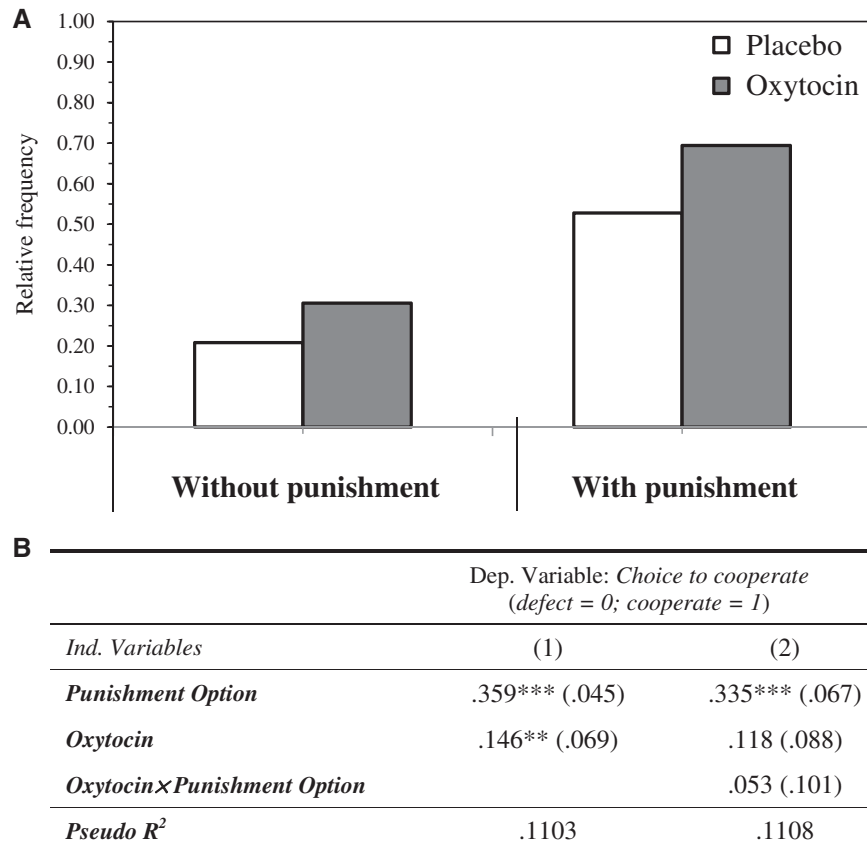 A
1.00
0.90
0.80
0.70
0.60
0.50
0.40
0.30
0.20
0.10
0.00
Relative frequency
Placebo
Oxytocin
Without punishment
With punishment
B
Dep. Variable: Choice to cooperate
(defect = 0; cooperate = 1)
Ind. Variables (1) (2)
Punishment Option .359*** (.045) .335*** (.067)
Oxytocin .146** (.069) .118 (.088)
Oxytocin×Punishment Option .053 (.101)
Pseudo R² .1103 .1108